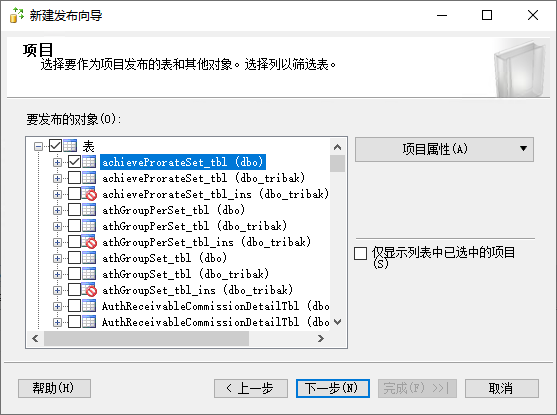 新建发布向导
项目
选择要作为项目发布的表和其他对象。选择列以筛选表。
要发布的对象(O):
表
achieveProrateSet_tbl (dbo)
achieveProrateSet_tbl (dbo_tribak)
achieveProrateSet_tbl_ins (dbo_tribak)
athGroupPerSet_tbl (dbo)
athGroupPerSet_tbl (dbo_tribak)
athGroupPerSet_tbl_ins (dbo_tribak)
athGroupSet_tbl (dbo)
athGroupSet_tbl (dbo_tribak)
athGroupSet_tbl_ins (dbo_tribak)
AuthReceivableCommissionDetailTbl (dbo
AuthReceivableCommissionDetailTbl (dbo
项目属性(A)
仅显示列表中已选中的项目
(S)
帮助(H)
< 上一步
下一步(N)
完成(F) >>|
取消